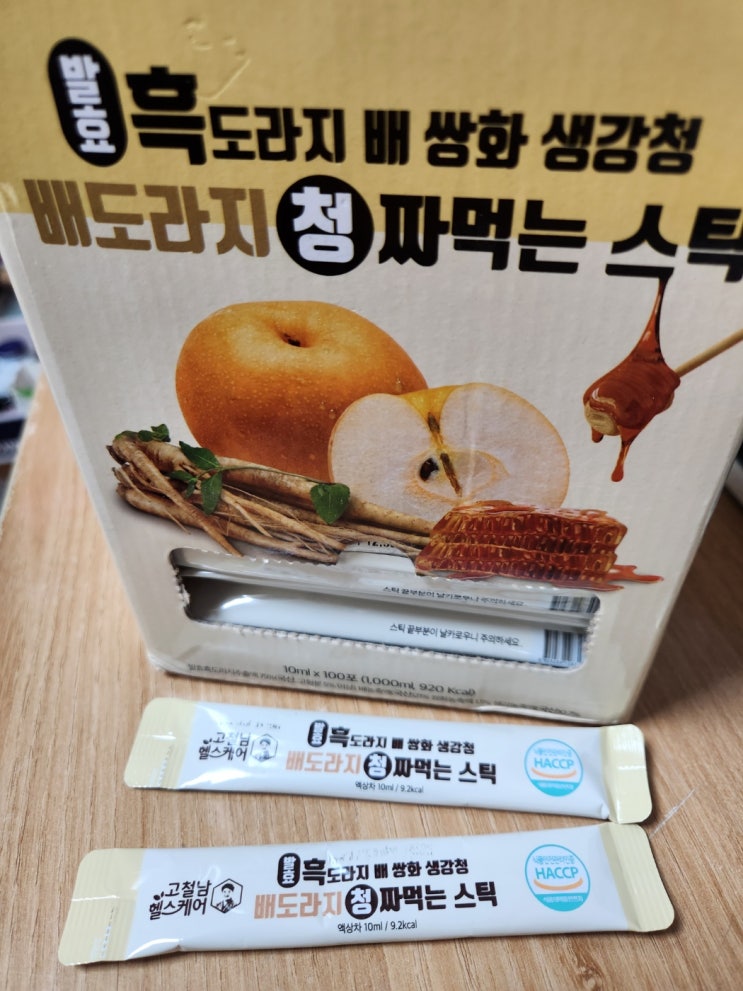 발효 흑도라지 배 쌍화 생강청
배도라지 청 짜먹는 스틱
스틱 끝부분이 날카로우니 주의하세요
스틱 끝부분이 날카로우니 주의하세요.
10ml x 100포 (1,000ml, 920 Kcal)
고철남
헬스케어
발효 흑도라지 배 쌍화 생강청
배도라지 청 짜먹는 스틱
액상차 10ml / 9.2kcal
HACCP
고철남
헬스케어
발효 흑도라지 배 쌍화 생강청
배도라지 청 짜먹는 스틱
액상차 10ml / 9.2kcal
HACCP